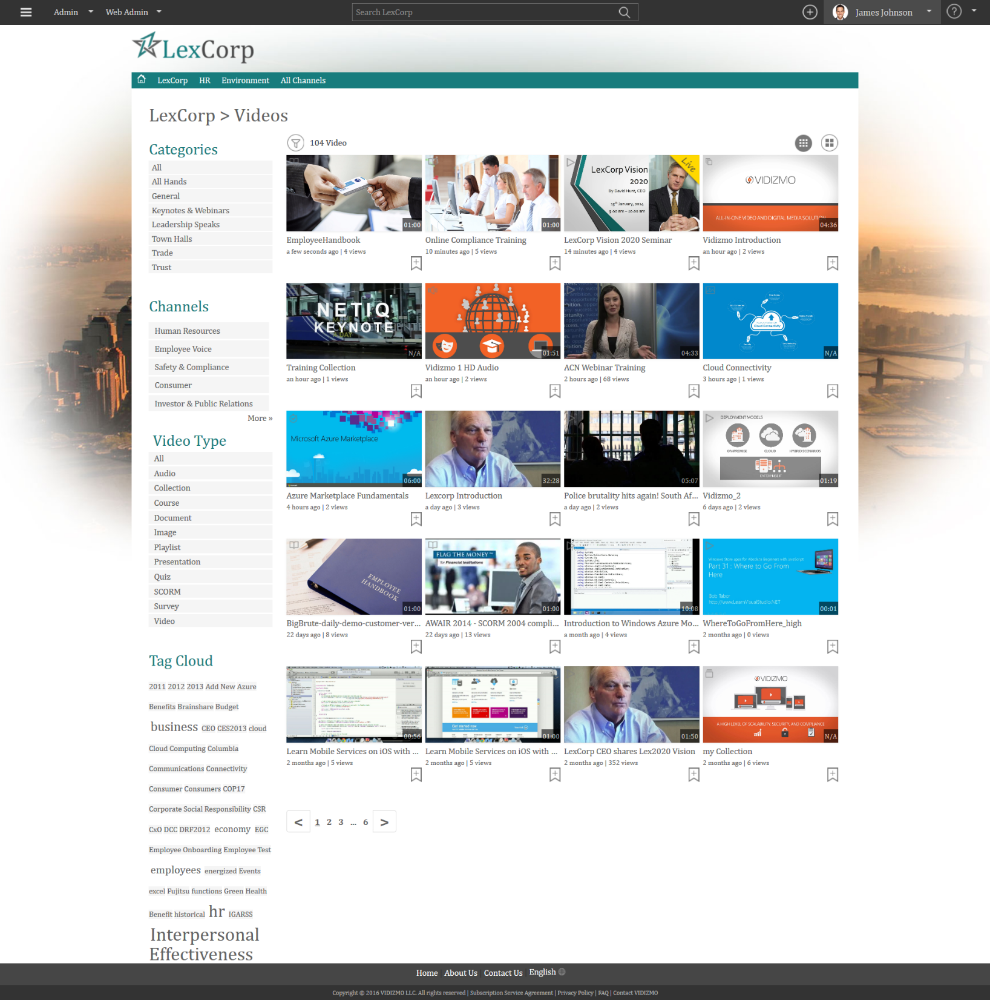 Admin Web Admin Search LexCorp James Johnson ?
LexCorp
LexCorp HR Environment All Channels
LexCorp > Videos
Categories
All
All Hands
General
Keynotes & Webinars
Leadership Speaks
Town Halls
Trade
Trust
Channels
Human Resources
Employee Voice
Safety & Compliance
Consumer
Investor & Public Relations
More »
Video Type
All
Audio
Collection
Course
Document
Image
Playlist
Presentation
Quiz
SCORM
Survey
Video
Tag Cloud
2011 2012 2013 Add New Azure
Benefits Brainshare Budget
business CEO CES2013 cloud
Cloud Computing Columbia
Communications Connectivity
Consumer Consumers COP17
Corporate Social Responsibility CSR
CxO DCC DRF2012 economy EGC
Employee Onboarding Employee Test
employees energized Events
excel Fujitsu functions Green Health
Benefit historical hr IGARSS
Interpersonal
Effectiveness
104 Video
01:00
EmployeeHandbook
a few seconds ago | 4 views
01:00
Online Compliance Training
10 minutes ago | 5 views
LexCorp Vision
2020
By David Hunt, CEO
15th January, 2014
9:00 am – 10:00 am
Live
LexCorp Vision 2020 Seminar
14 minutes ago | 4 views
VIDIZMO
ALL-IN-ONE VIDEO AND DIGITAL MEDIA SOLUTION
04:36
Vidizmo Introduction
an hour ago | 2 views
NETIQ
KEYNOTE
DAY
N/A
Training Collection
an hour ago | 1 views
01:51
Vidizmo 1 HD Audio
an hour ago | 2 views
04:33
ACN Webinar Training
2 hours ago | 68 views
Cloud Connectivity
N/A
Cloud Connectivity
3 hours ago | 1 views
Microsoft Azure Marketplace
06:00
Azure Marketplace Fundamentals
4 hours ago | 2 views
32:28
Lexcorp Introduction
a day ago | 3 views
05:07
Police brutality hits again! South Af...
a day ago | 2 views
DEPLOYMENT MODELS
ON-PREMISE CLOUD HYBRID SCENARIOS
ENTERPRISE IT
01:19
Vidizmo_2
6 days ago | 2 views
EMPLOYEE
HANDBOOK
01:00
BigBrute-daily-demo-customer-ver...
22 days ago | 8 views
FLAG THE MONEY™
for Financial Institutions
01:00
AWAIR 2014 - SCORM 2004 compli...
22 days ago | 13 views
10:08
Introduction to Windows Azure Mo...
a month ago | 4 views
Windows Store apps for Absolute Beginners with JavaScript
Part 31 : Where to Go From
Here
Bob Tabor
http://www.LearnVisualStudio.NET
00:01
WhereToGoFromHere_high
2 months ago | 0 views
00:56
Learn Mobile Services on iOS with ...
2 months ago | 5 views
Get started now
01:00
Learn Mobile Services on iOS with ...
2 months ago | 5 views
01:50
LexCorp CEO shares Lex2020 Vision
2 months ago | 352 views
VIDIZMO
A HIGH LEVEL OF SCALABILITY, SECURITY, AND COMPLIANCE
N/A
my Collection
2 months ago | 6 views
< 1 2 3 ... 6 >
Home About Us Contact Us English
Copyright © 2016 VIDIZMO LLC. All rights reserved | Subscription Service Agreement | Privacy Policy | FAQ | Contact VIDIZMO